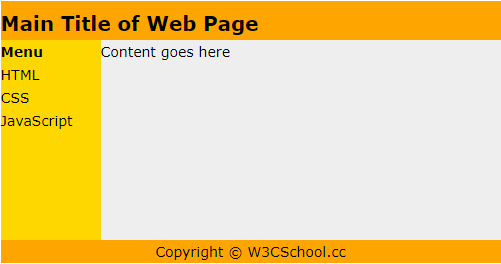 Main Title of Web Page
Menu
HTML
CSS
JavaScript
Content goes here
Copyright © W3CSchool.cc